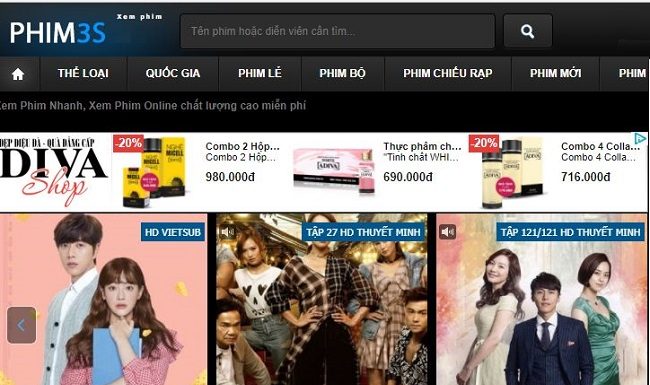 Xem phim
PHIM3S
Tên phim hoặc diễn viên cần tìm...
THỂ LOẠI
QUỐC GIA
PHIM LẺ
PHIM BỘ
PHIM CHIẾU RẠP
PHIM MỚI
PHIM
Xem Phim Nhanh, Xem Phim Online chất lượng cao miễn phí
ĐẸP DIỆU DÀ - QUÀ ĐẲNG CẤP
DIVA
Shop
-20%
Combo 2 Hộp...
Combo 2 Hộp...
980.000đ
Thực phẩm ch...
"Tinh chất WHI...
690.000đ
-20%
Combo 4 Colla...
Combo 4 Colla...
716.000đ
HD VIETSUB
TẬP 27 HD THUYẾT MINH
TẬP 121/121 HD THUYẾT MINH